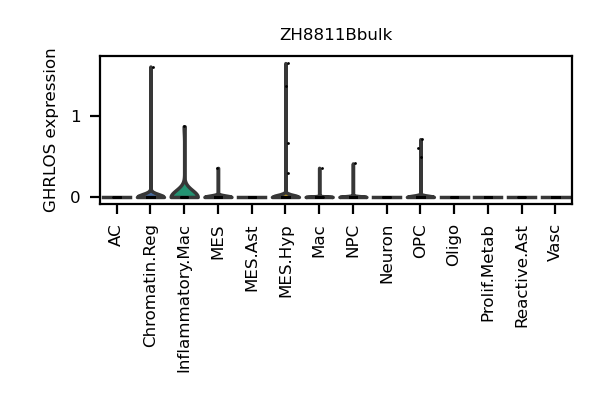 ZH8811Bbulk
GHRLOS expression
1
0
AC
Chromatin.Reg
Inflammatory.Mac
MES
MES.Ast
MES.Hyp
Mac
NPC
Neuron
OPC
Oligo
Prolif.Metab
Reactive.Ast
Vasc